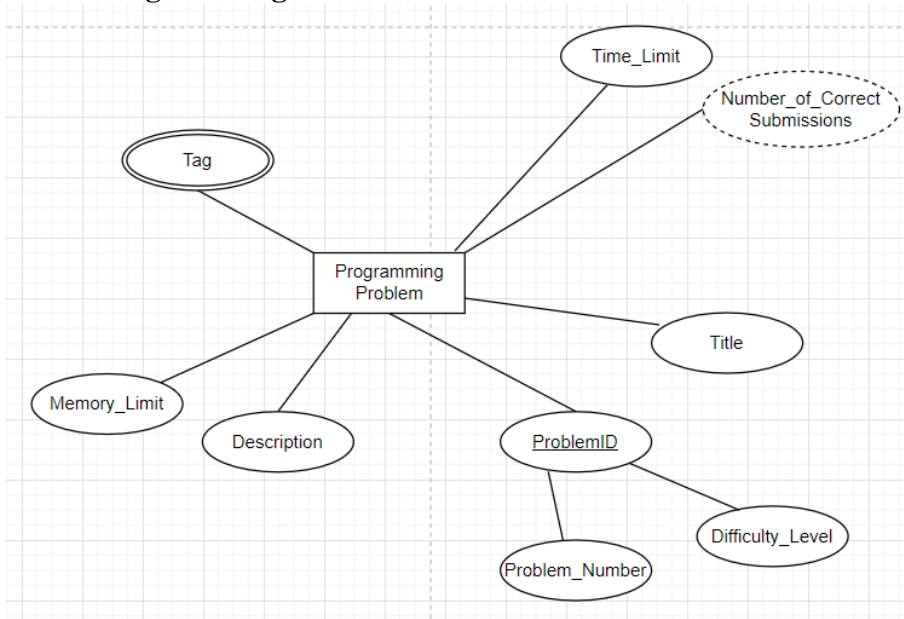 Time_Limit
Number_of_Correct
Submissions
Tag
Programming
Problem
Title
Memory_Limit
Description
ProblemID
Difficulty_Level
Problem_Number